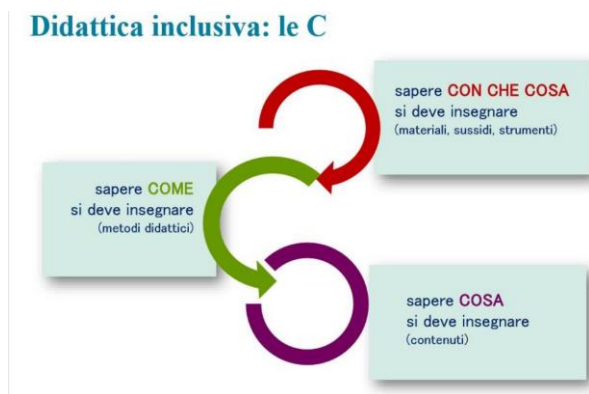 Didattica inclusiva: le C
sapere CON CHE COSA
si deve insegnare
(materiali, sussidi, strumenti)
sapere COME
si deve insegnare
(metodi didattici)
sapere COSA
si deve insegnare
(contenuti)